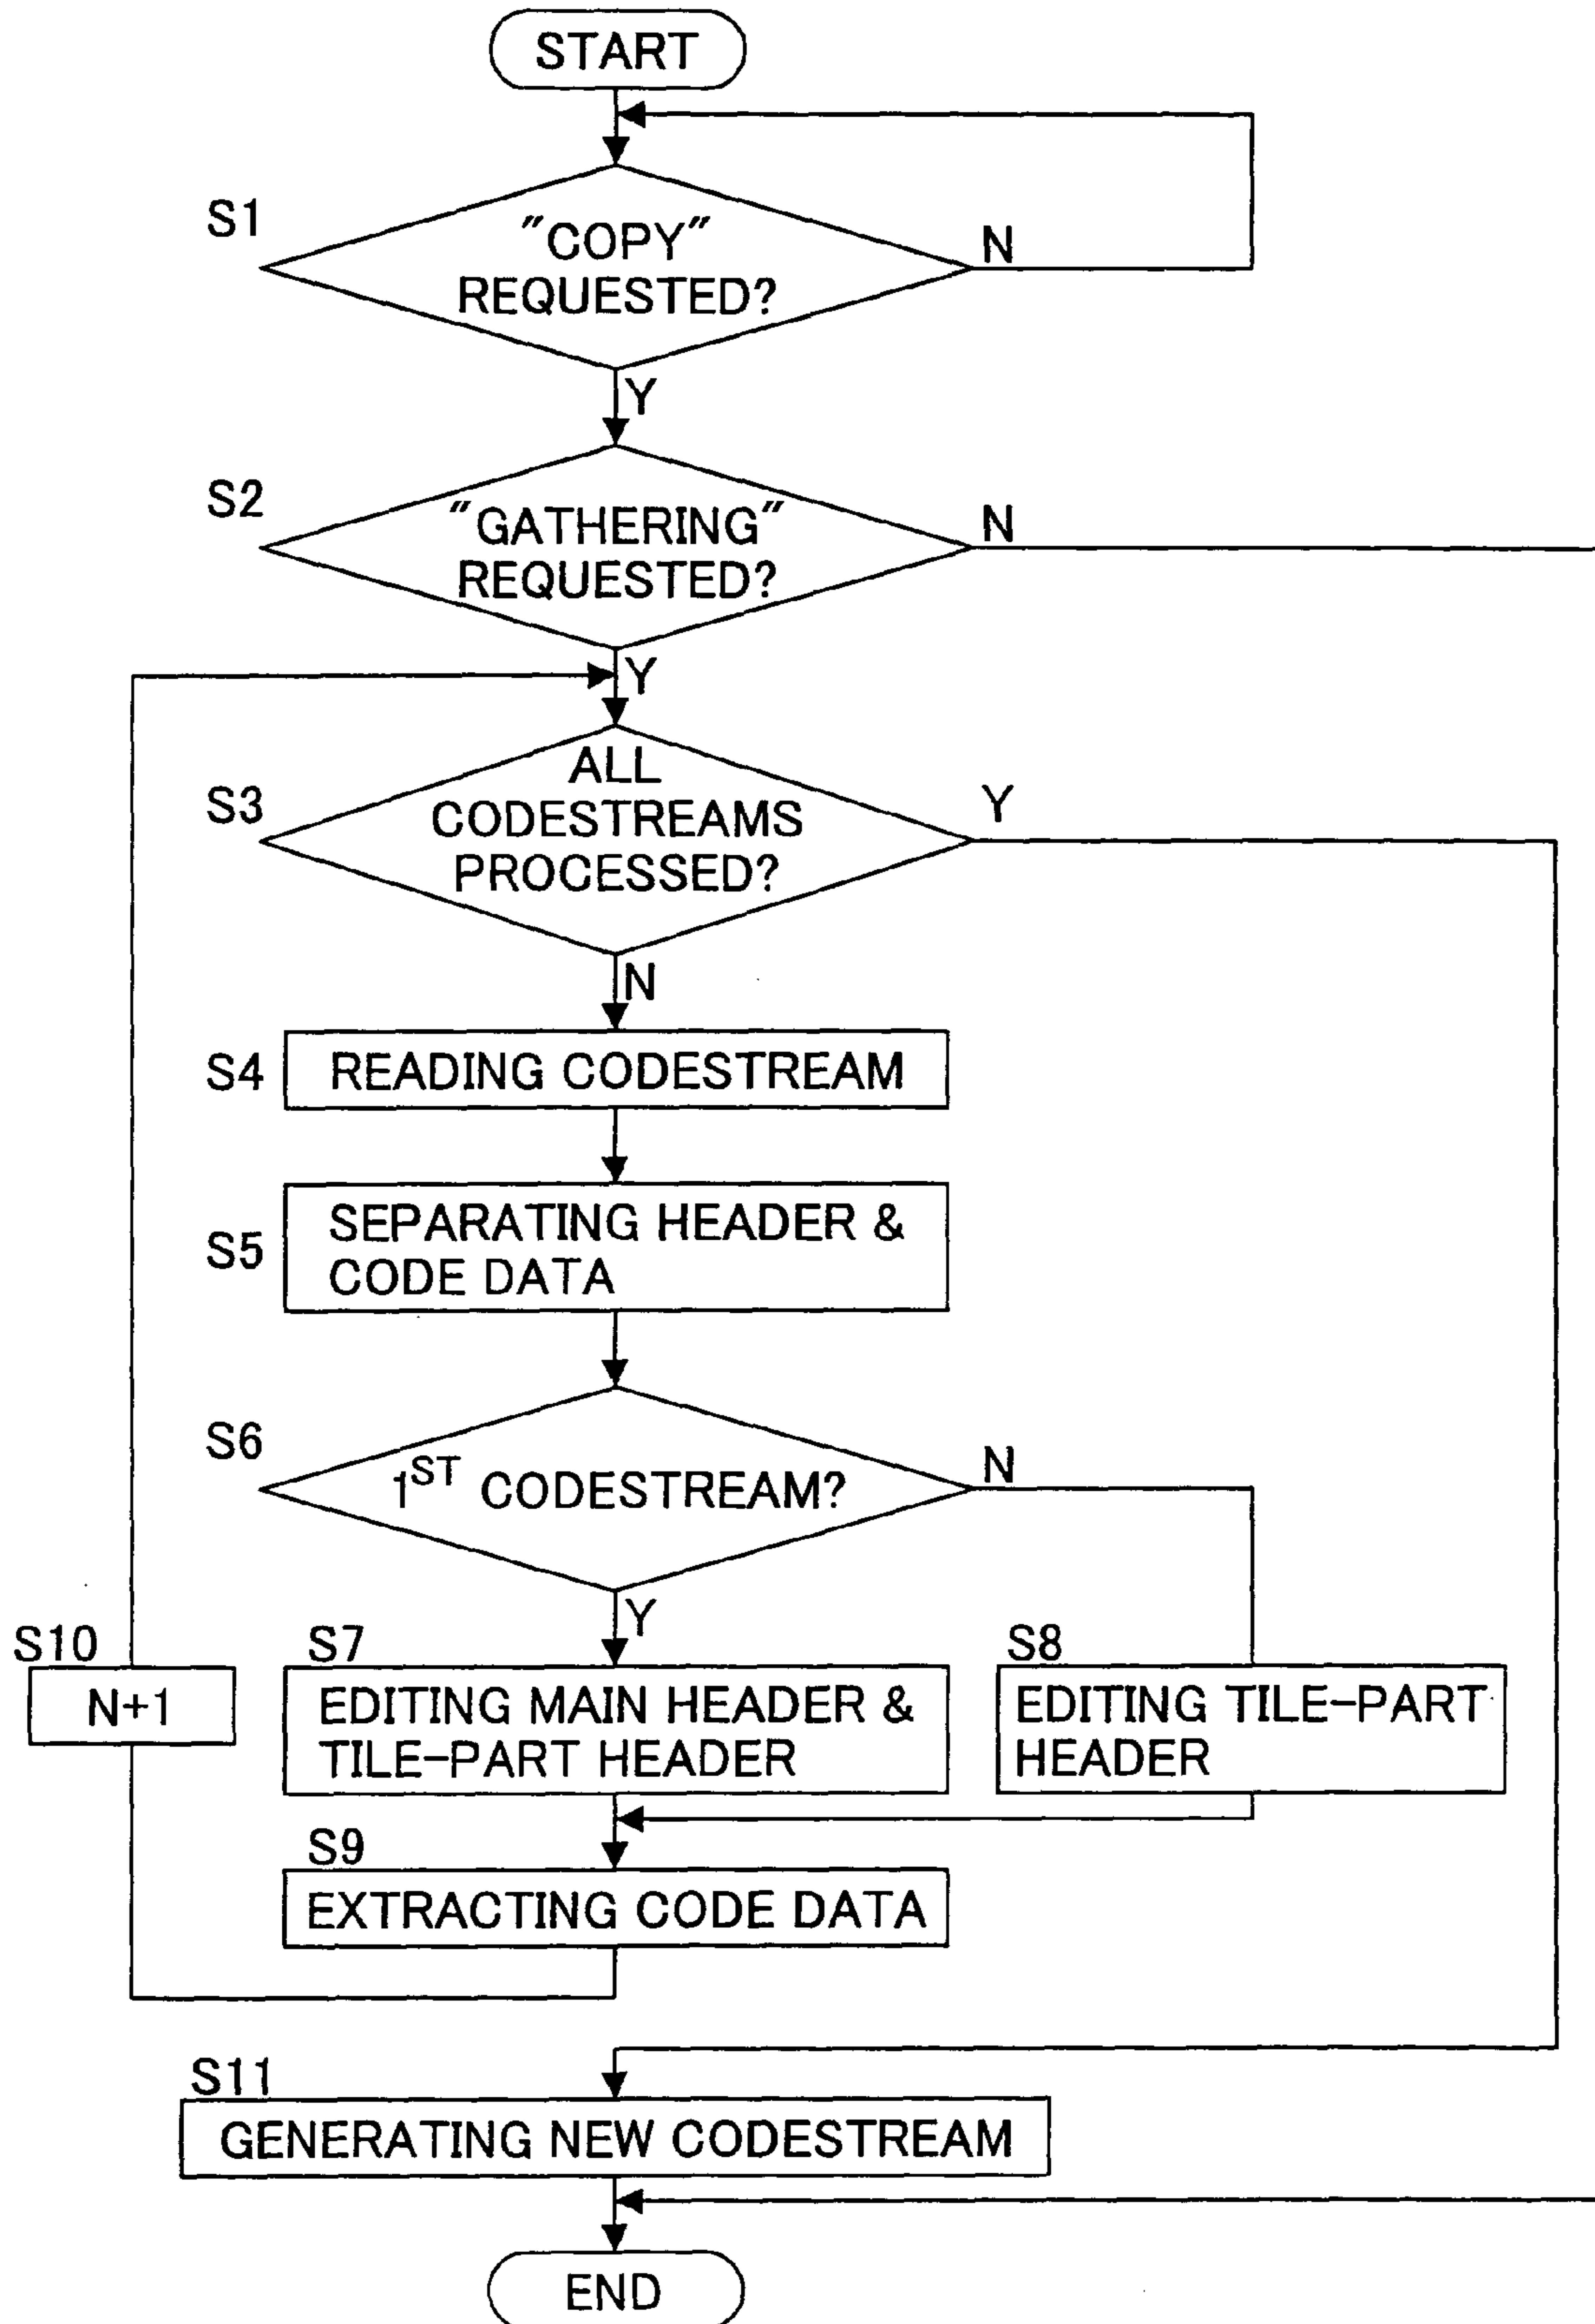 START
S1
"COPY"
REQUESTED?
N
Y
S2
"GATHERING"
REQUESTED?
N
Y
S3
ALL
CODESTREAMS
PROCESSED?
Y
N
S4
READING CODESTREAM
S5
SEPARATING HEADER &
CODE DATA
S6
1ST CODESTREAM?
N
Y
S10
N+1
S7
EDITING MAIN HEADER &
TILE-PART HEADER
S8
EDITING TILE-PART
HEADER
S9
EXTRACTING CODE DATA
S11
GENERATING NEW CODESTREAM
END